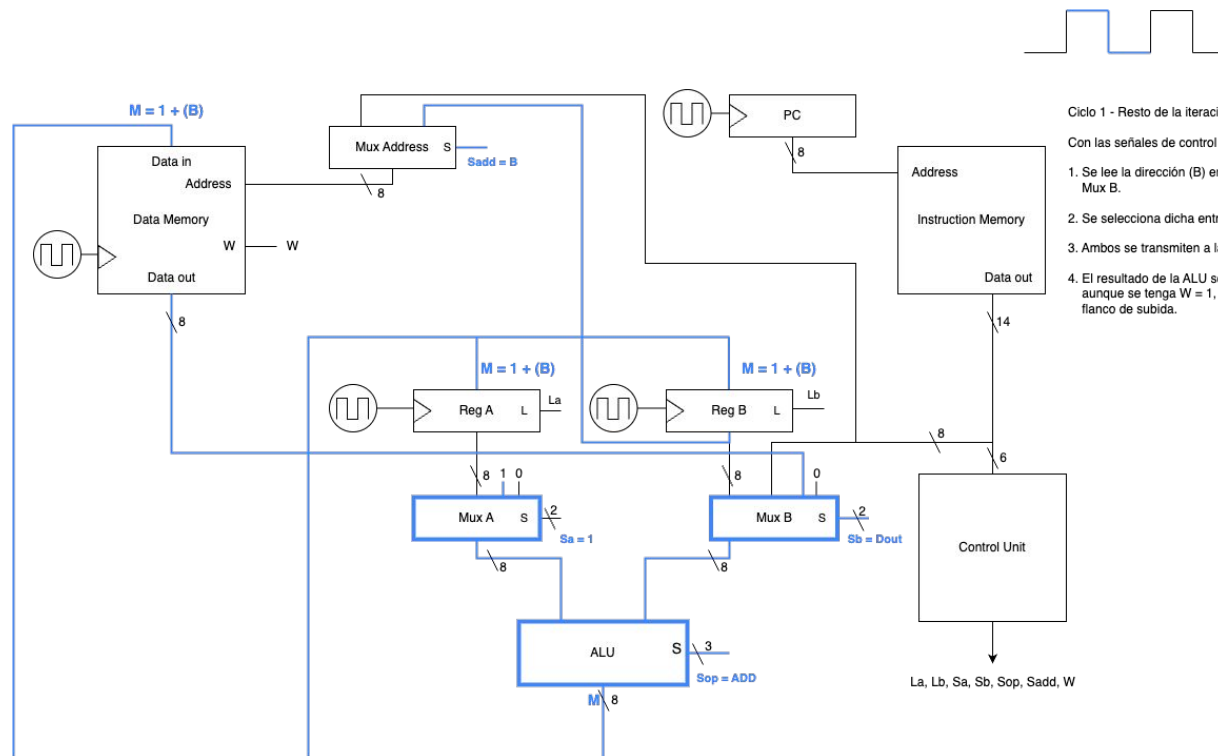 M = 1 + (B)
Data in
Address
Data Memory
W
W
Data out
8
Mux Address
S
Sadd = B
8
PC
8
Address
Instruction Memory
Data out
14
Ciclo 1 - Resto de la iteraci
Con las señales de control
1. Se lee la dirección (B) en
Mux B.
2. Se selecciona dicha entr
3. Ambos se transmiten a la
4. El resultado de la ALU se
aunque se tenga W = 1,
flanco de subida.
M = 1 + (B)
Reg A
L
La
M = 1 + (B)
Reg B
L
Lb
8
1
0
Mux A
S
2
Sa = 1
8
8
0
Mux B
S
2
Sb = Dout
8
8
6
Control Unit
La, Lb, Sa, Sb, Sop, Sadd, W
ALU
S
3
Sop = ADD
M
8